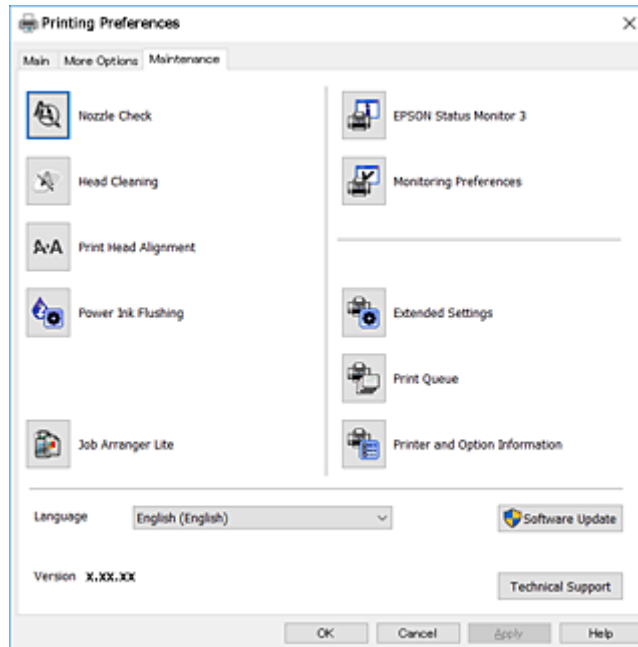 Printing Preferences
Main More Options Maintenance
Nozzle Check
EPSON Status Monitor 3
Head Cleaning
Monitoring Preferences
A·A Print Head Alignment
Power Ink Flushing
Extended Settings
Print Queue
Job Arranger Lite
Printer and Option Information
Language English (English)
Software Update
Version X.XX.XX
Technical Support
OK Cancel Apply Help